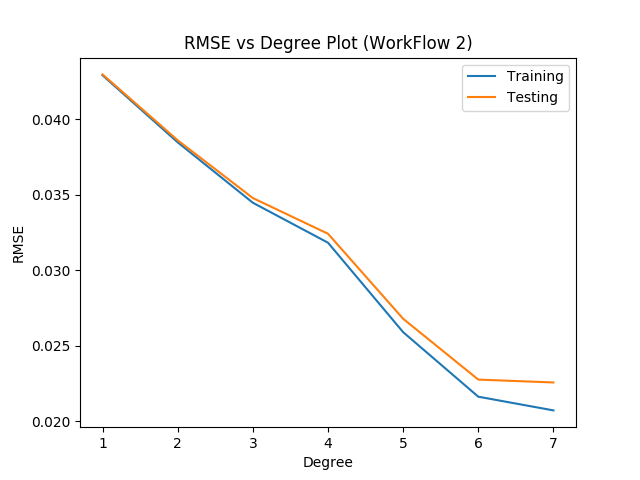 RMSE vs Degree Plot (WorkFlow 2)
Training
Testing
0.040
0.035
0.030
0.025
0.020
RMSE
1 2 3 4 5 6 7
Degree